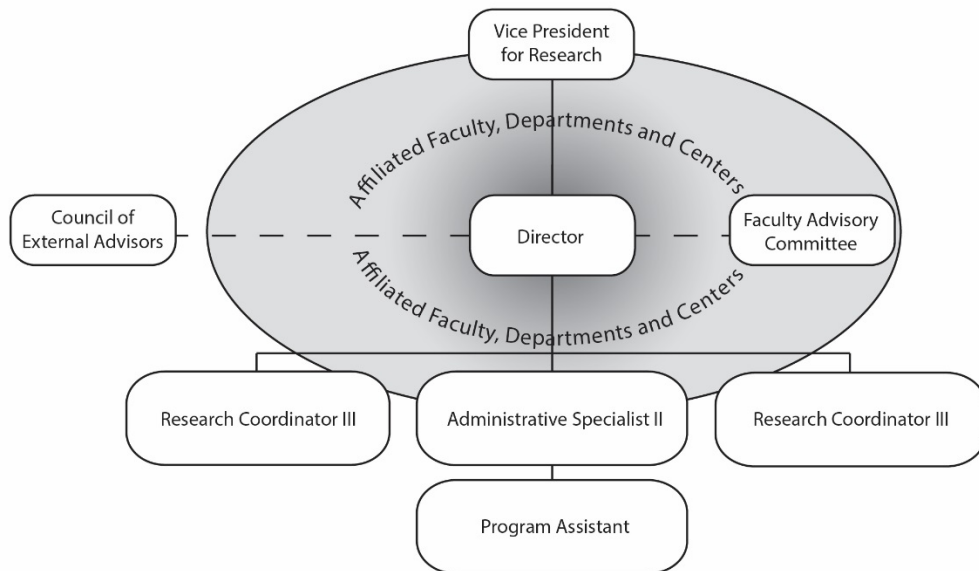 Vice President
for Research
Affiliated Faculty, Departments and Centers
Council of
External Advisors
Director
Faculty Advisory
Committee
Affiliated Faculty, Departments and Centers
Research Coordinator III
Administrative Specialist II
Research Coordinator III
Program Assistant